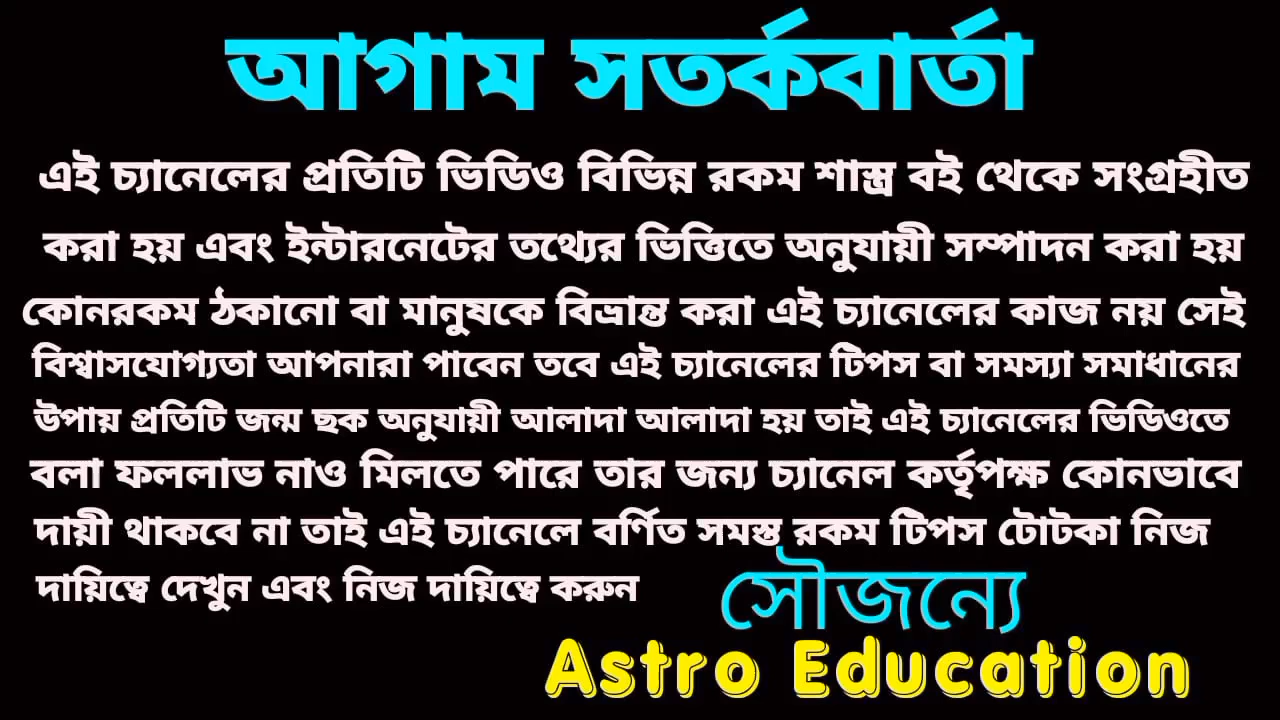 আগাম সতর্কবার্তা
এই চ্যানেলের প্রতিটি ভিডিও বিভিন্ন রকম শাস্ত্র বই থেকে সংগ্রহীত
করা হয় এবং ইন্টারনেটের তথ্যের ভিত্তিতে অনুযায়ী সম্পাদন করা হয়
কোনরকম ঠকানো বা মানুষকে বিভ্রান্ত করা এই চ্যানেলের কাজ নয় সেই
বিশ্বাসযোগ্যতা আপনারা পাবেন তবে এই চ্যানেলের টিপস বা সমস্যা সমাধানের
উপায় প্রতিটি জন্ম ছক অনুযায়ী আলাদা আলাদা হয় তাই এই চ্যানেলের ভিডিওতে
বলা ফললাভ নাও মিলতে পারে তার জন্য চ্যানেল কর্তৃপক্ষ কোনভাবে
দায়ী থাকবে না তাই এই চ্যানেলে বর্ণিত সমস্ত রকম টিপস টোটকা নিজ
দায়িত্বে দেখুন এবং নিজ দায়িত্বে করুন
সৌজন্যে
Astro Education